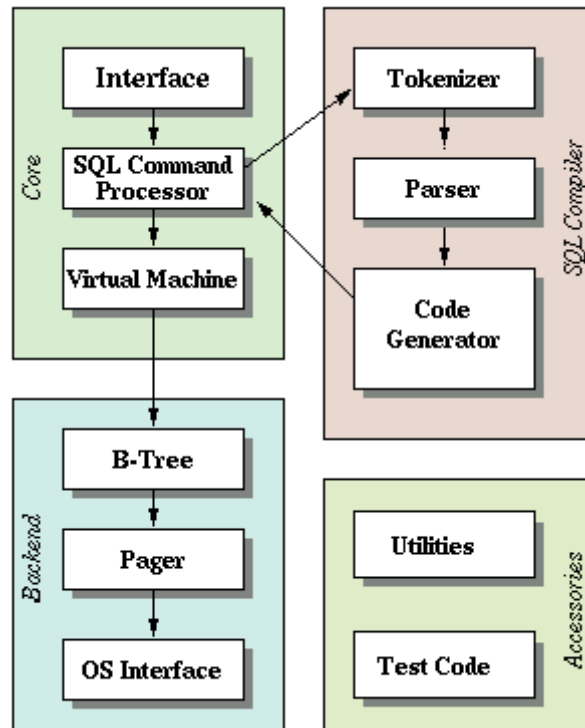 Core
Interface
SQL Command
Processor
Virtual Machine
SQL Compiler
Tokenizer
Parser
Code
Generator
Backend
B-Tree
Pager
OS Interface
Accessories
Utilities
Test Code